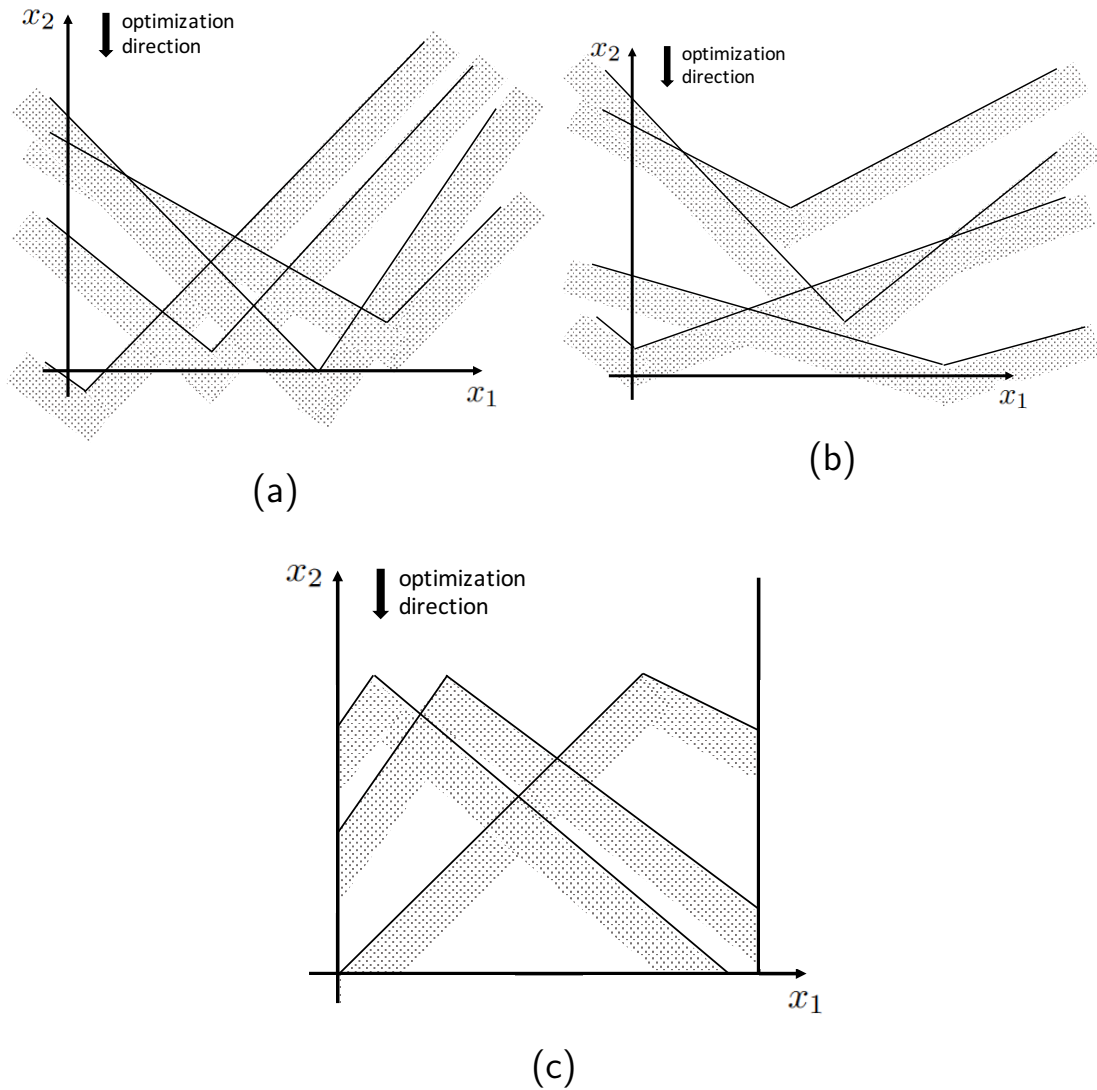 x₂ optimization
direction
x₁
(a)
x₂ optimization
direction
x₁
(b)
x₂ optimization
direction
x₁
(c)